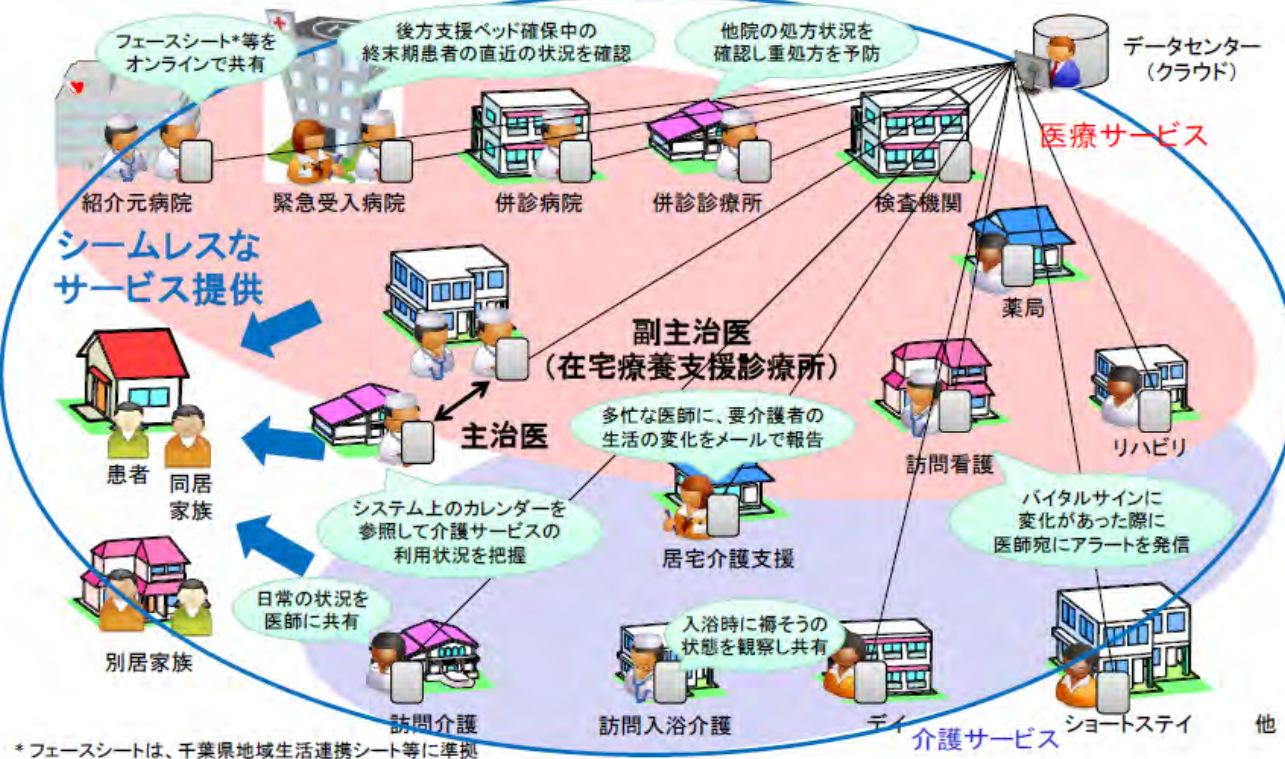 フェースシート*等を
オンラインで共有
後方支援ベッド確保中の
終末期患者の直近の状況を確認
他院の処方状況を
確認し重処方を予防
データセンター
(クラウド)
医療サービス
紹介元病院
緊急受入病院
併診病院
併診診療所
検査機関
シームレスな
サービス提供
薬局
副主治医
(在宅療養支援診療所)
主治医
多忙な医師に、要介護者の
生活の変化をメールで報告
訪問看護
リハビリ
患者
同居
家族
システム上のカレンダーを
参照して介護サービスの
利用状況を把握
居宅介護支援
バイタルサインに
変化があった際に
医師宛にアラートを発信
日常の状況を
医師に共有
入浴時に褥そうの
状態を観察し共有
別居家族
訪問介護
訪問入浴介護
デイ
ショートステイ
他
介護サービス
*フェースシートは、千葉県地域生活連携シート等に準拠